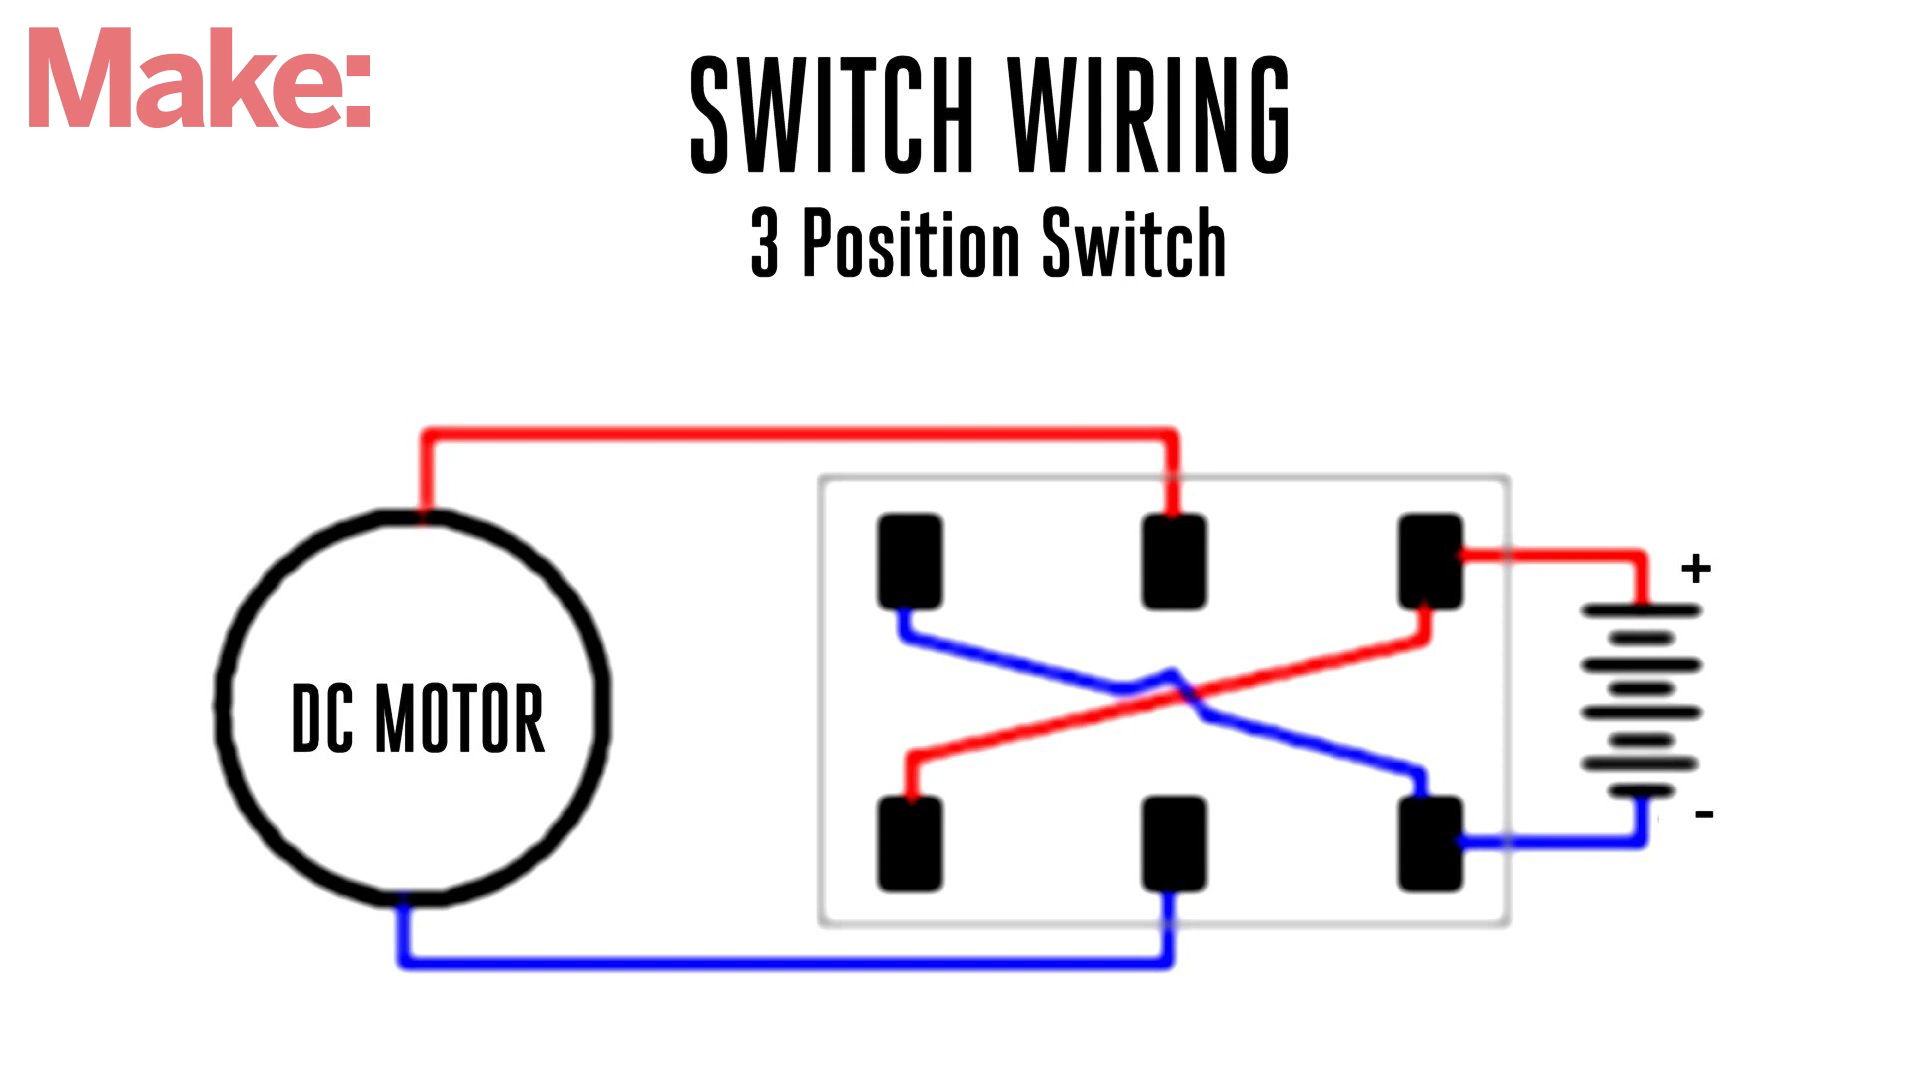 Make:
SWITCH WIRING
3 Position Switch
DC MOTOR
+
-